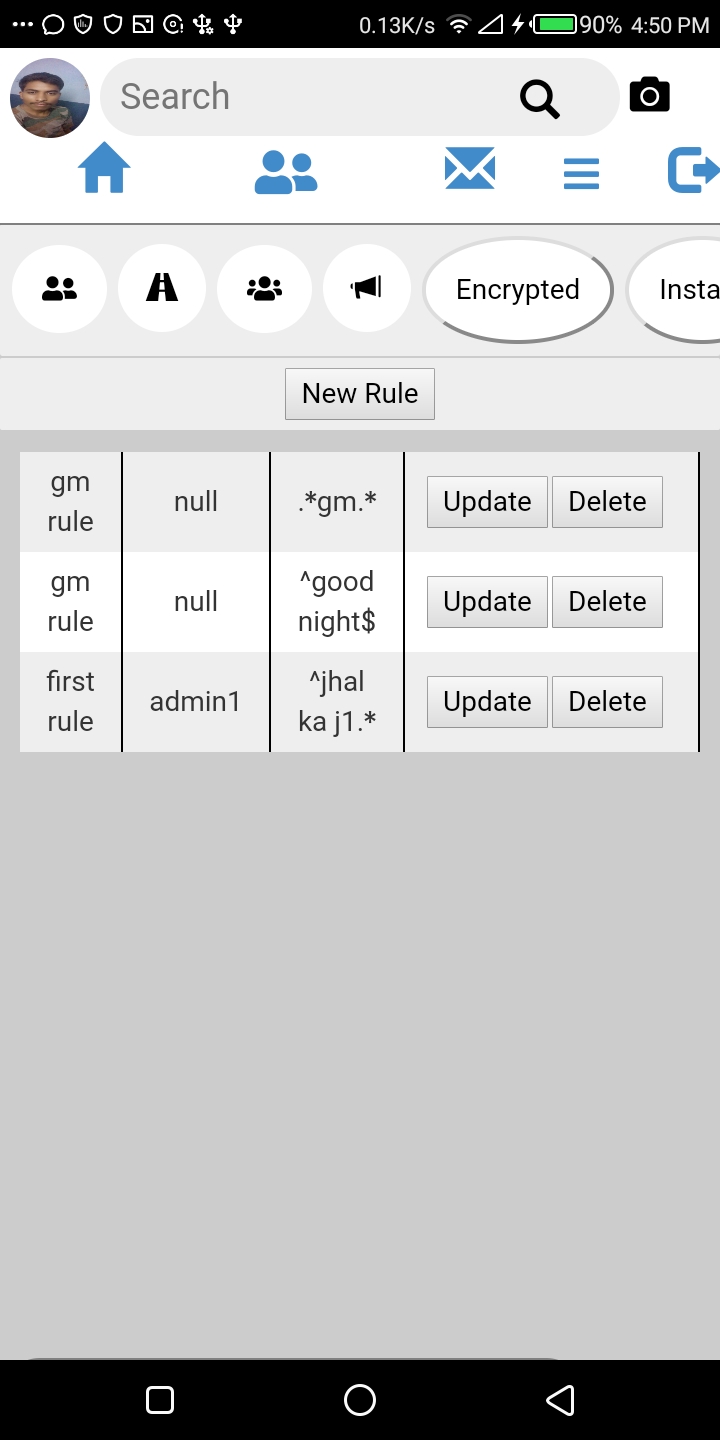 0.13K/s 90% 4:50 PM
Search
Encrypted Insta
New Rule
gm
rule
null
.*gm.*
Update Delete
gm
rule
null
^good
night$
Update Delete
first
rule
admin1
^jhal
ka j1.*
Update Delete